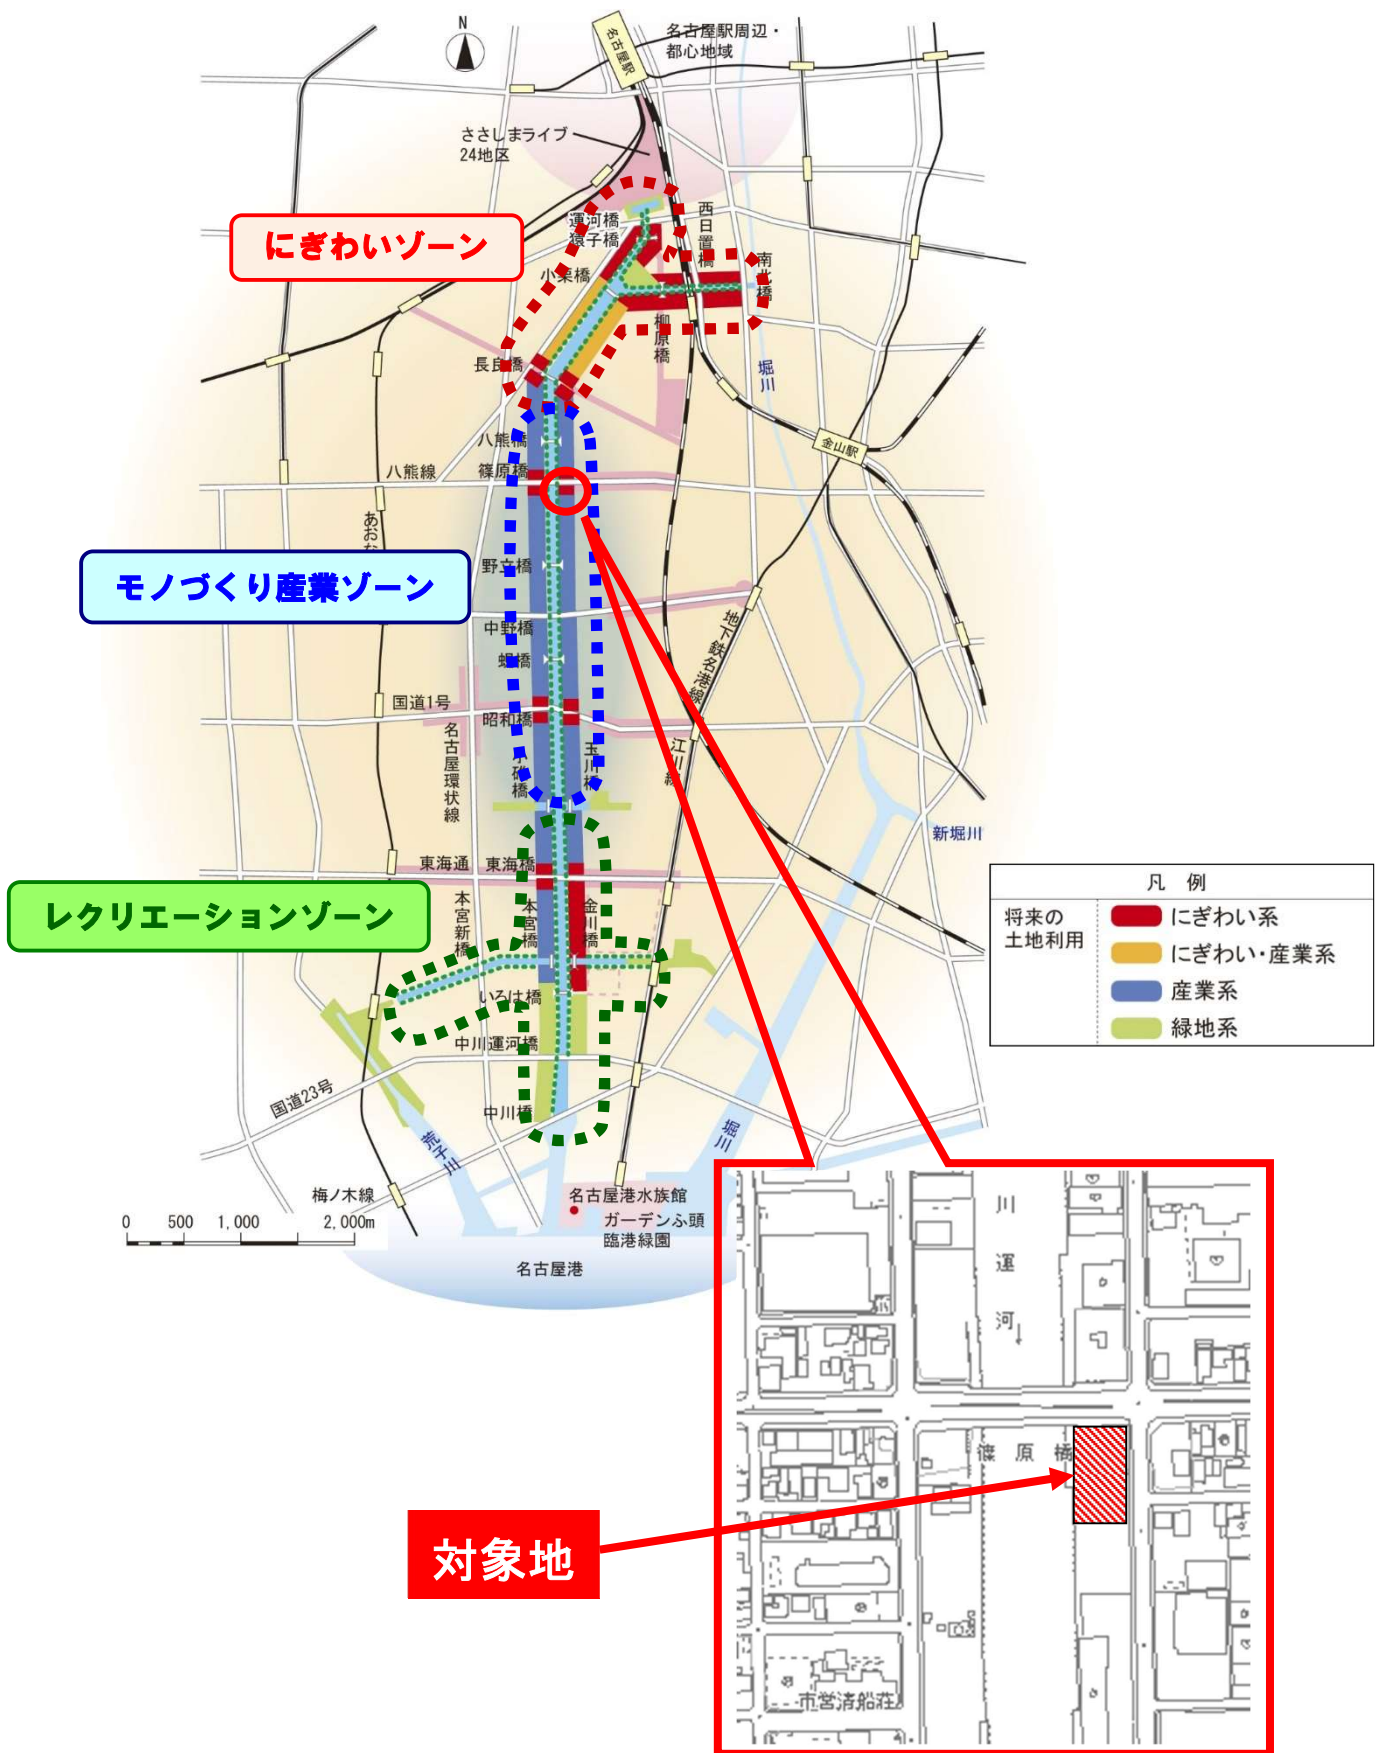 N
名古屋駅
名古屋駅周辺・
都心地域
ささしまライブ
24地区
にぎわいゾーン
運河橋
猿子橋
西日置橋
小栗橋
南北橋
柳原橋
長良橋
堀川
八熊橋
金山駅
八熊線
篠原橋
あおな
野立橋
モノづくり産業ゾーン
中野橋
地下鉄名港線
国道1号
昭和橋
名古屋環状線
玉川橋
江川線
新堀川
東海通
東海橋
レクリエーションゾーン
本宮新橋
本宮橋
金川橋
凡 例
将来の
土地利用
にぎわい系
にぎわい・産業系
産業系
緑地系
いろは橋
中川運河橋
国道23号
中川橋
荒子川
堀川
梅ノ木線
名古屋港水族館
ガーデンふ頭
臨港緑園
0 500 1,000 2,000m
名古屋港
川
運
河
篠原橋
対象地
市営済船荘